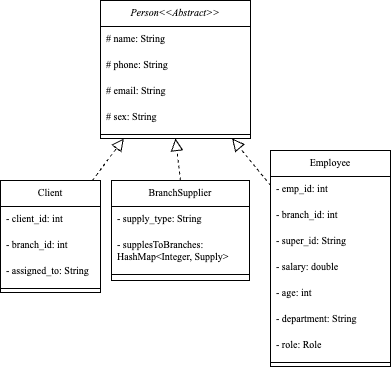 Person<<Abstract>>
# name: String
# phone: String
# email: String
# sex: String
Client
- client_id: int
- branch_id: int
- assigned_to: String
BranchSupplier
- supply_type: String
- supplesToBranches:
HashMap<Integer, Supply>
Employee
- emp_id: int
- branch_id: int
- super_id: String
- salary: double
- age: int
- department: String
- role: Role